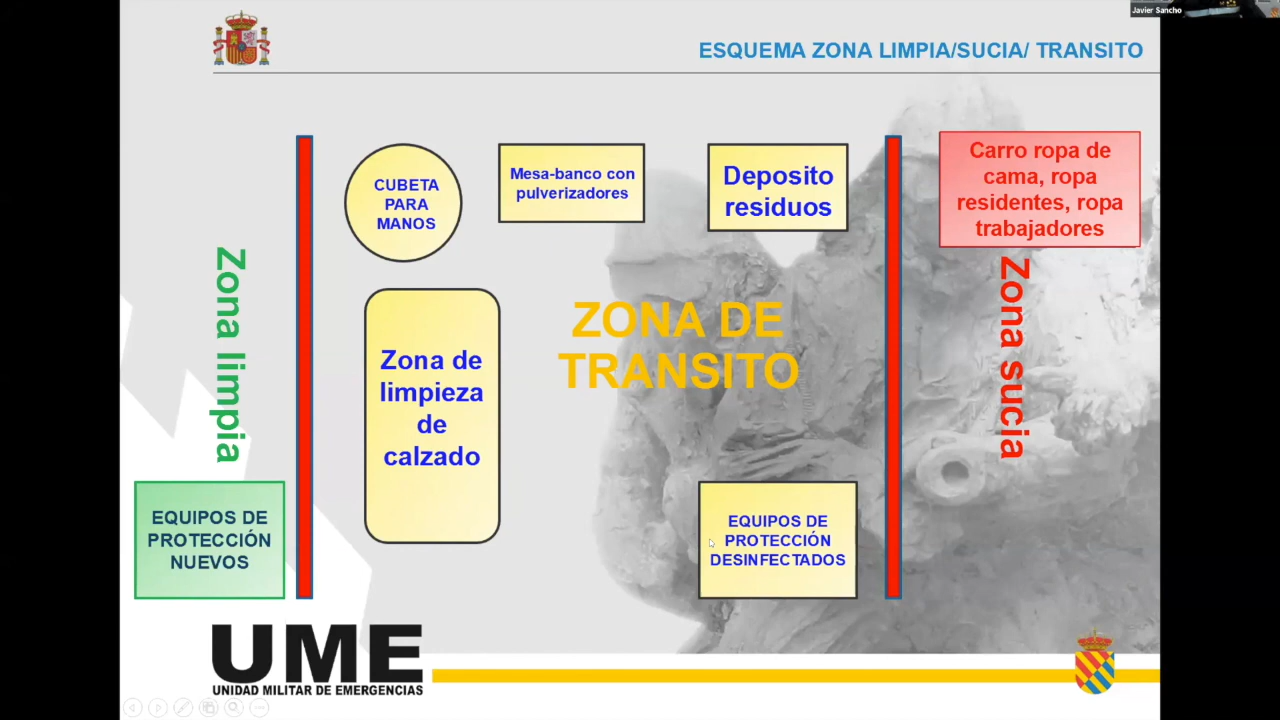 Javier Sancho
ESQUEMA ZONA LIMPIA/SUCIA/ TRANSITO
CUBETA
PARA
MANOS
Mesa-banco con
pulverizadores
Deposito
residuos
Carro ropa de
cama, ropa
residentes, ropa
trabajadores
Zona limpia
Zona de
limpieza
de
calzado
ZONA DE
TRANSITO
Zona sucia
EQUIPOS DE
PROTECCIÓN
NUEVOS
EQUIPOS DE
PROTECCIÓN
DESINFECTADOS
UME
UNIDAD MILITAR DE EMERGENCIAS